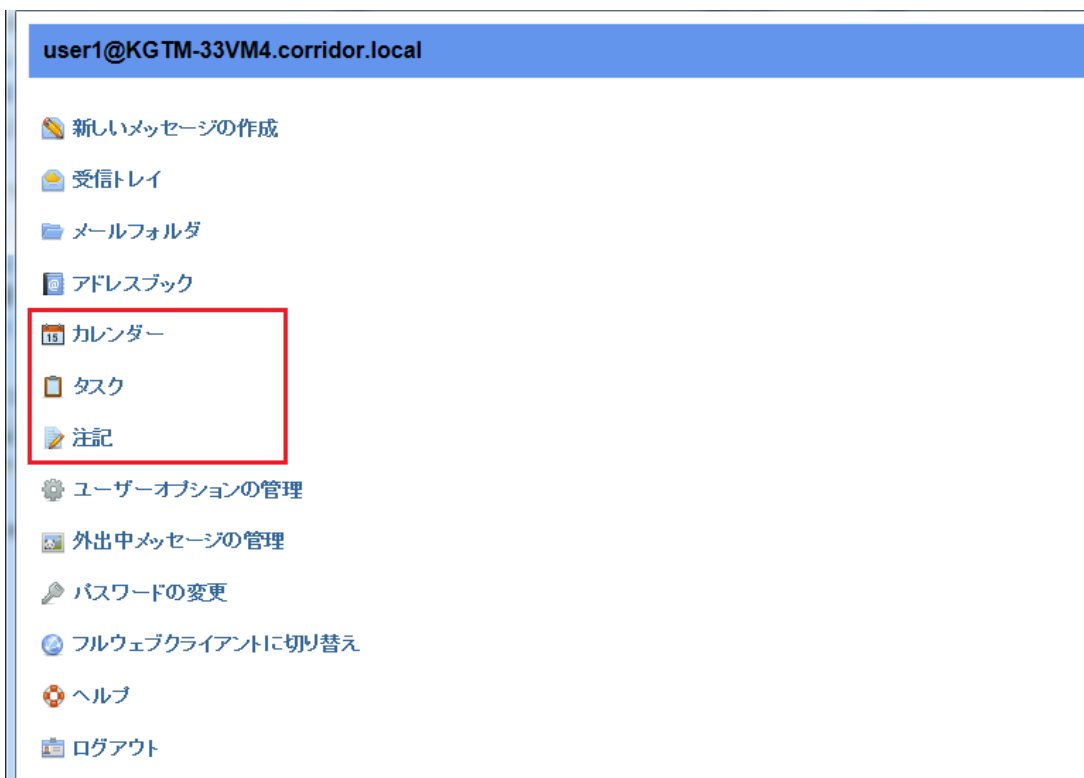 user1@KGTM-33VM4.corridor.local
新しいメッセージの作成
受信トレイ
メールフォルダ
アドレスブック
15
カレンダー
タスク
注記
ユーザーオプションの管理
外出中メッセージの管理
パスワードの変更
フルウェブクライアントに切り替え
ヘルプ
ログアウト